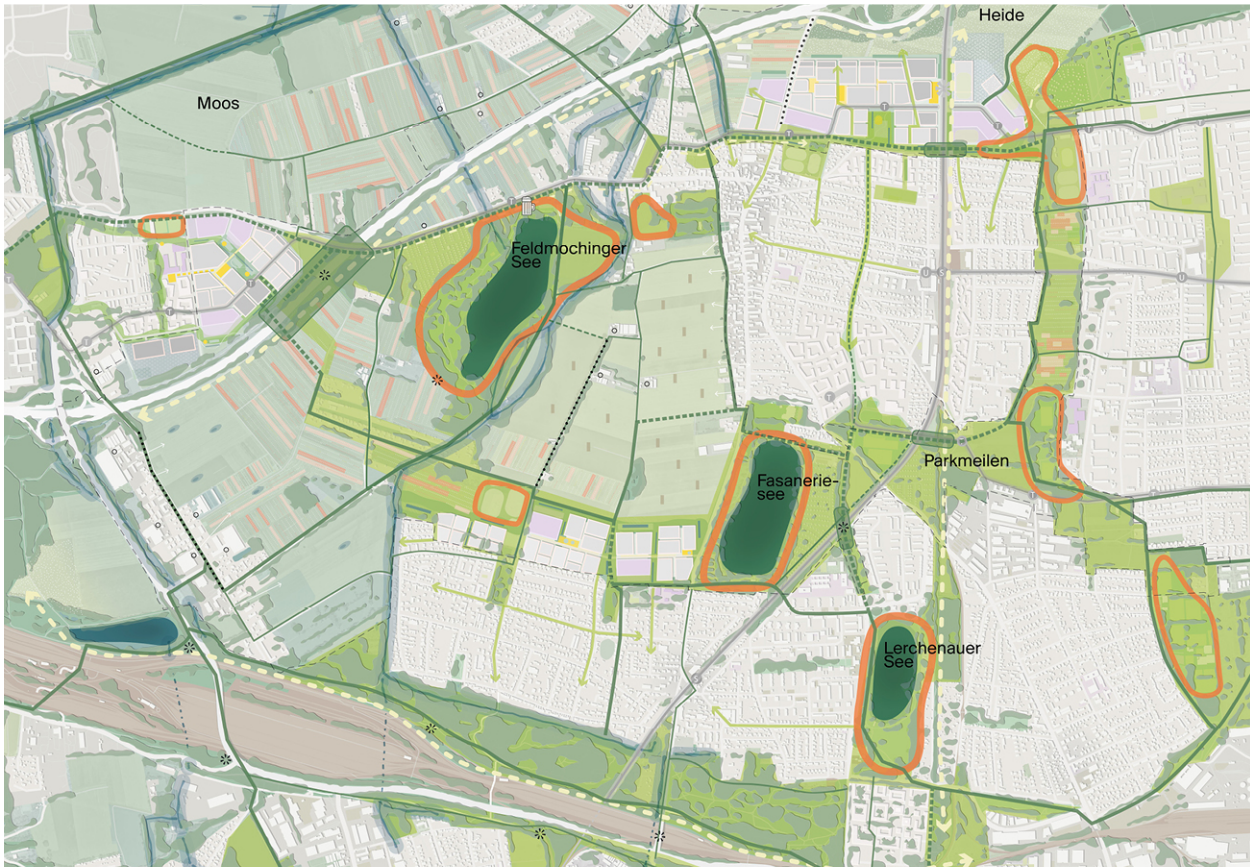 Heide
Moos
Feldmochinger
See
Fasanerie-
see
Parkmeilen
Lerchenauer
See
T
T
T
T
T
T
T
T
U
S
U